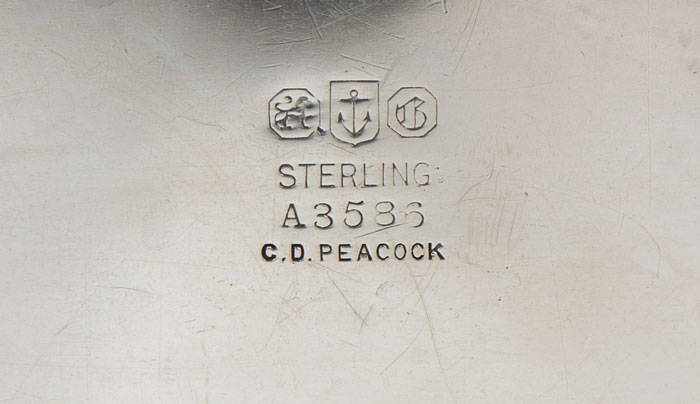 G
STERLING
A3586
C.D. PEACOCK